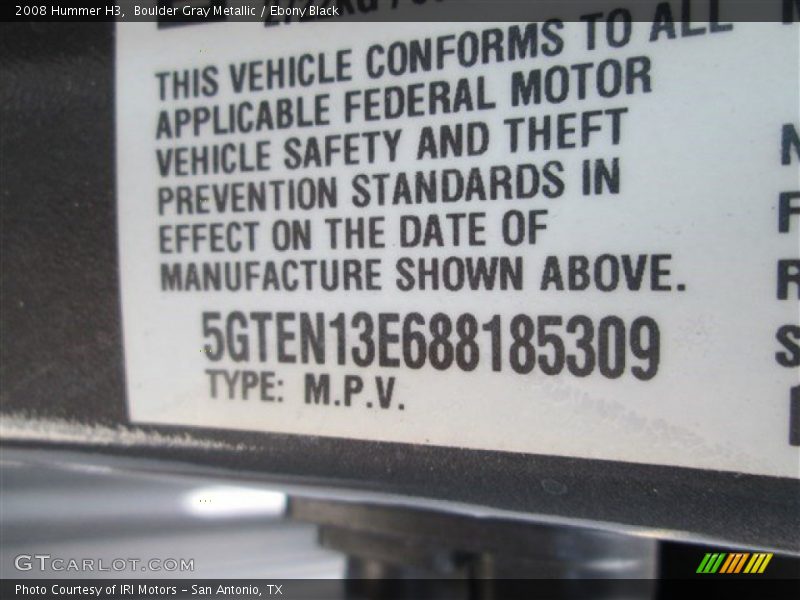 2008 Hummer H3, Boulder Gray Metallic / Ebony Black
THIS VEHICLE CONFORMS TO ALL
APPLICABLE FEDERAL MOTOR
VEHICLE SAFETY AND THEFT
PREVENTION STANDARDS IN
EFFECT ON THE DATE OF
MANUFACTURE SHOWN ABOVE.
5GTEN13E688185309
TYPE: M.P.V.
GTCARLOT.COM
Photo Courtesy of IRI Motors - San Antonio, TX